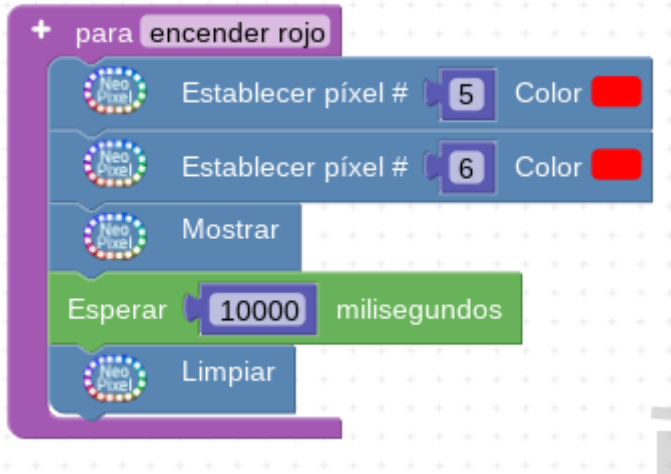 + para encender rojo
Neo Pixel Establecer píxel # 5 Color
Neo Pixel Establecer píxel # 6 Color
Neo Pixel Mostrar
Esperar 10000 milisegundos
Neo Pixel Limpiar